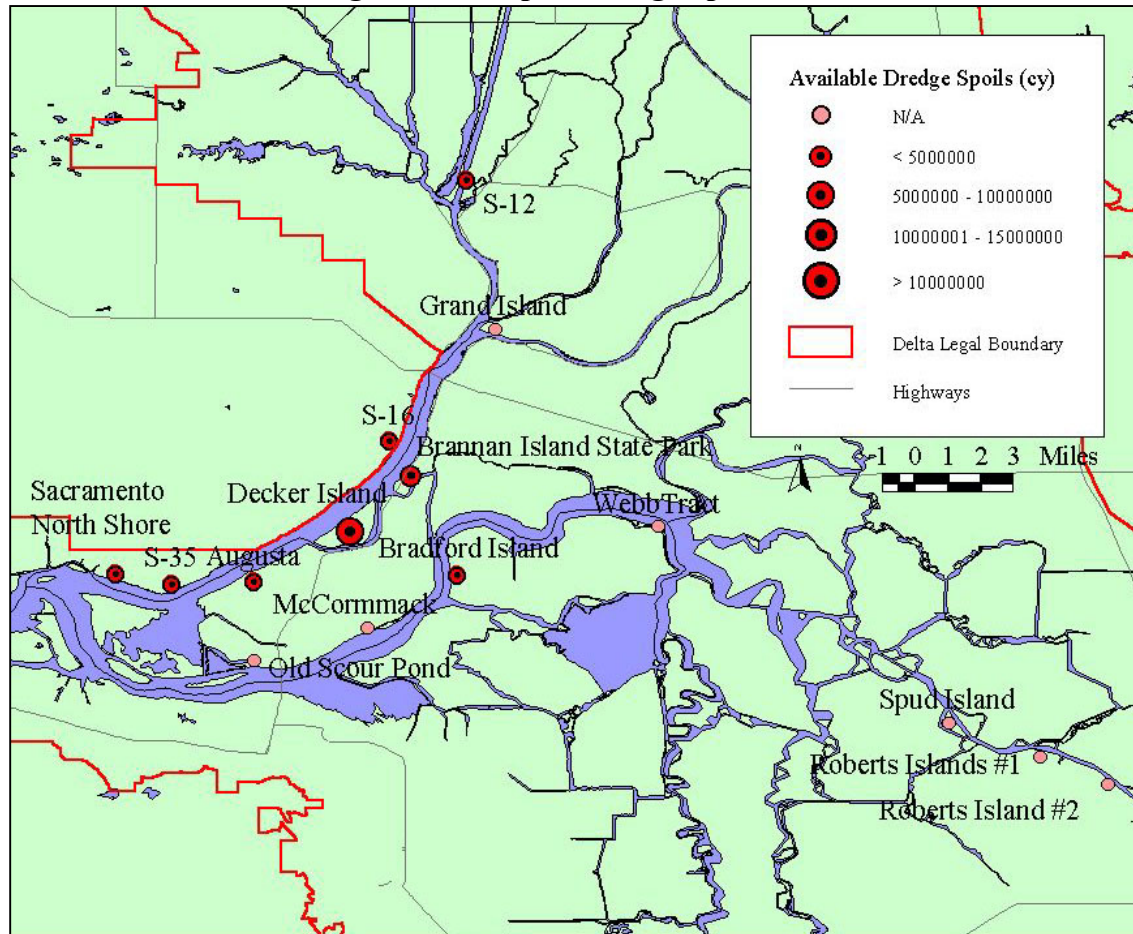 Available Dredge Spoils (cy)
N/A
< 5000000
5000000 - 10000000
10000001 - 15000000
> 10000000
Delta Legal Boundary
Highways
S-12
Grand Island
S-16
Brannan Island State Park
N
-1 0 1 2 3 Miles
Decker Island
Sacramento
North Shore
Webb Tract
S-35
Augusta
Bradford Island
McCormmack
Old Scour Pond
Spud Island
Roberts Islands #1
Roberts Island #2